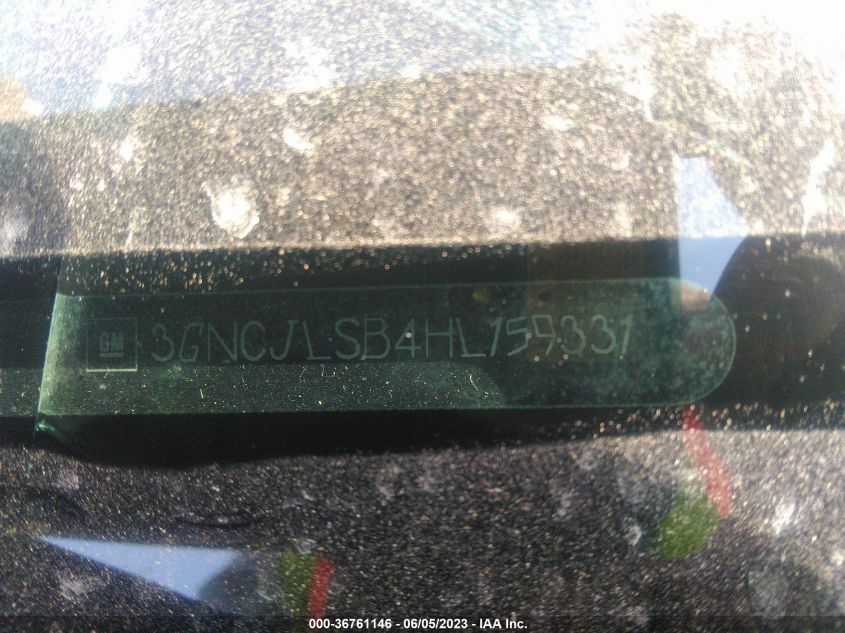 GM 3GNCJLSB4HL159331
000-36761146 - 06/05/2023 - IAA Inc.